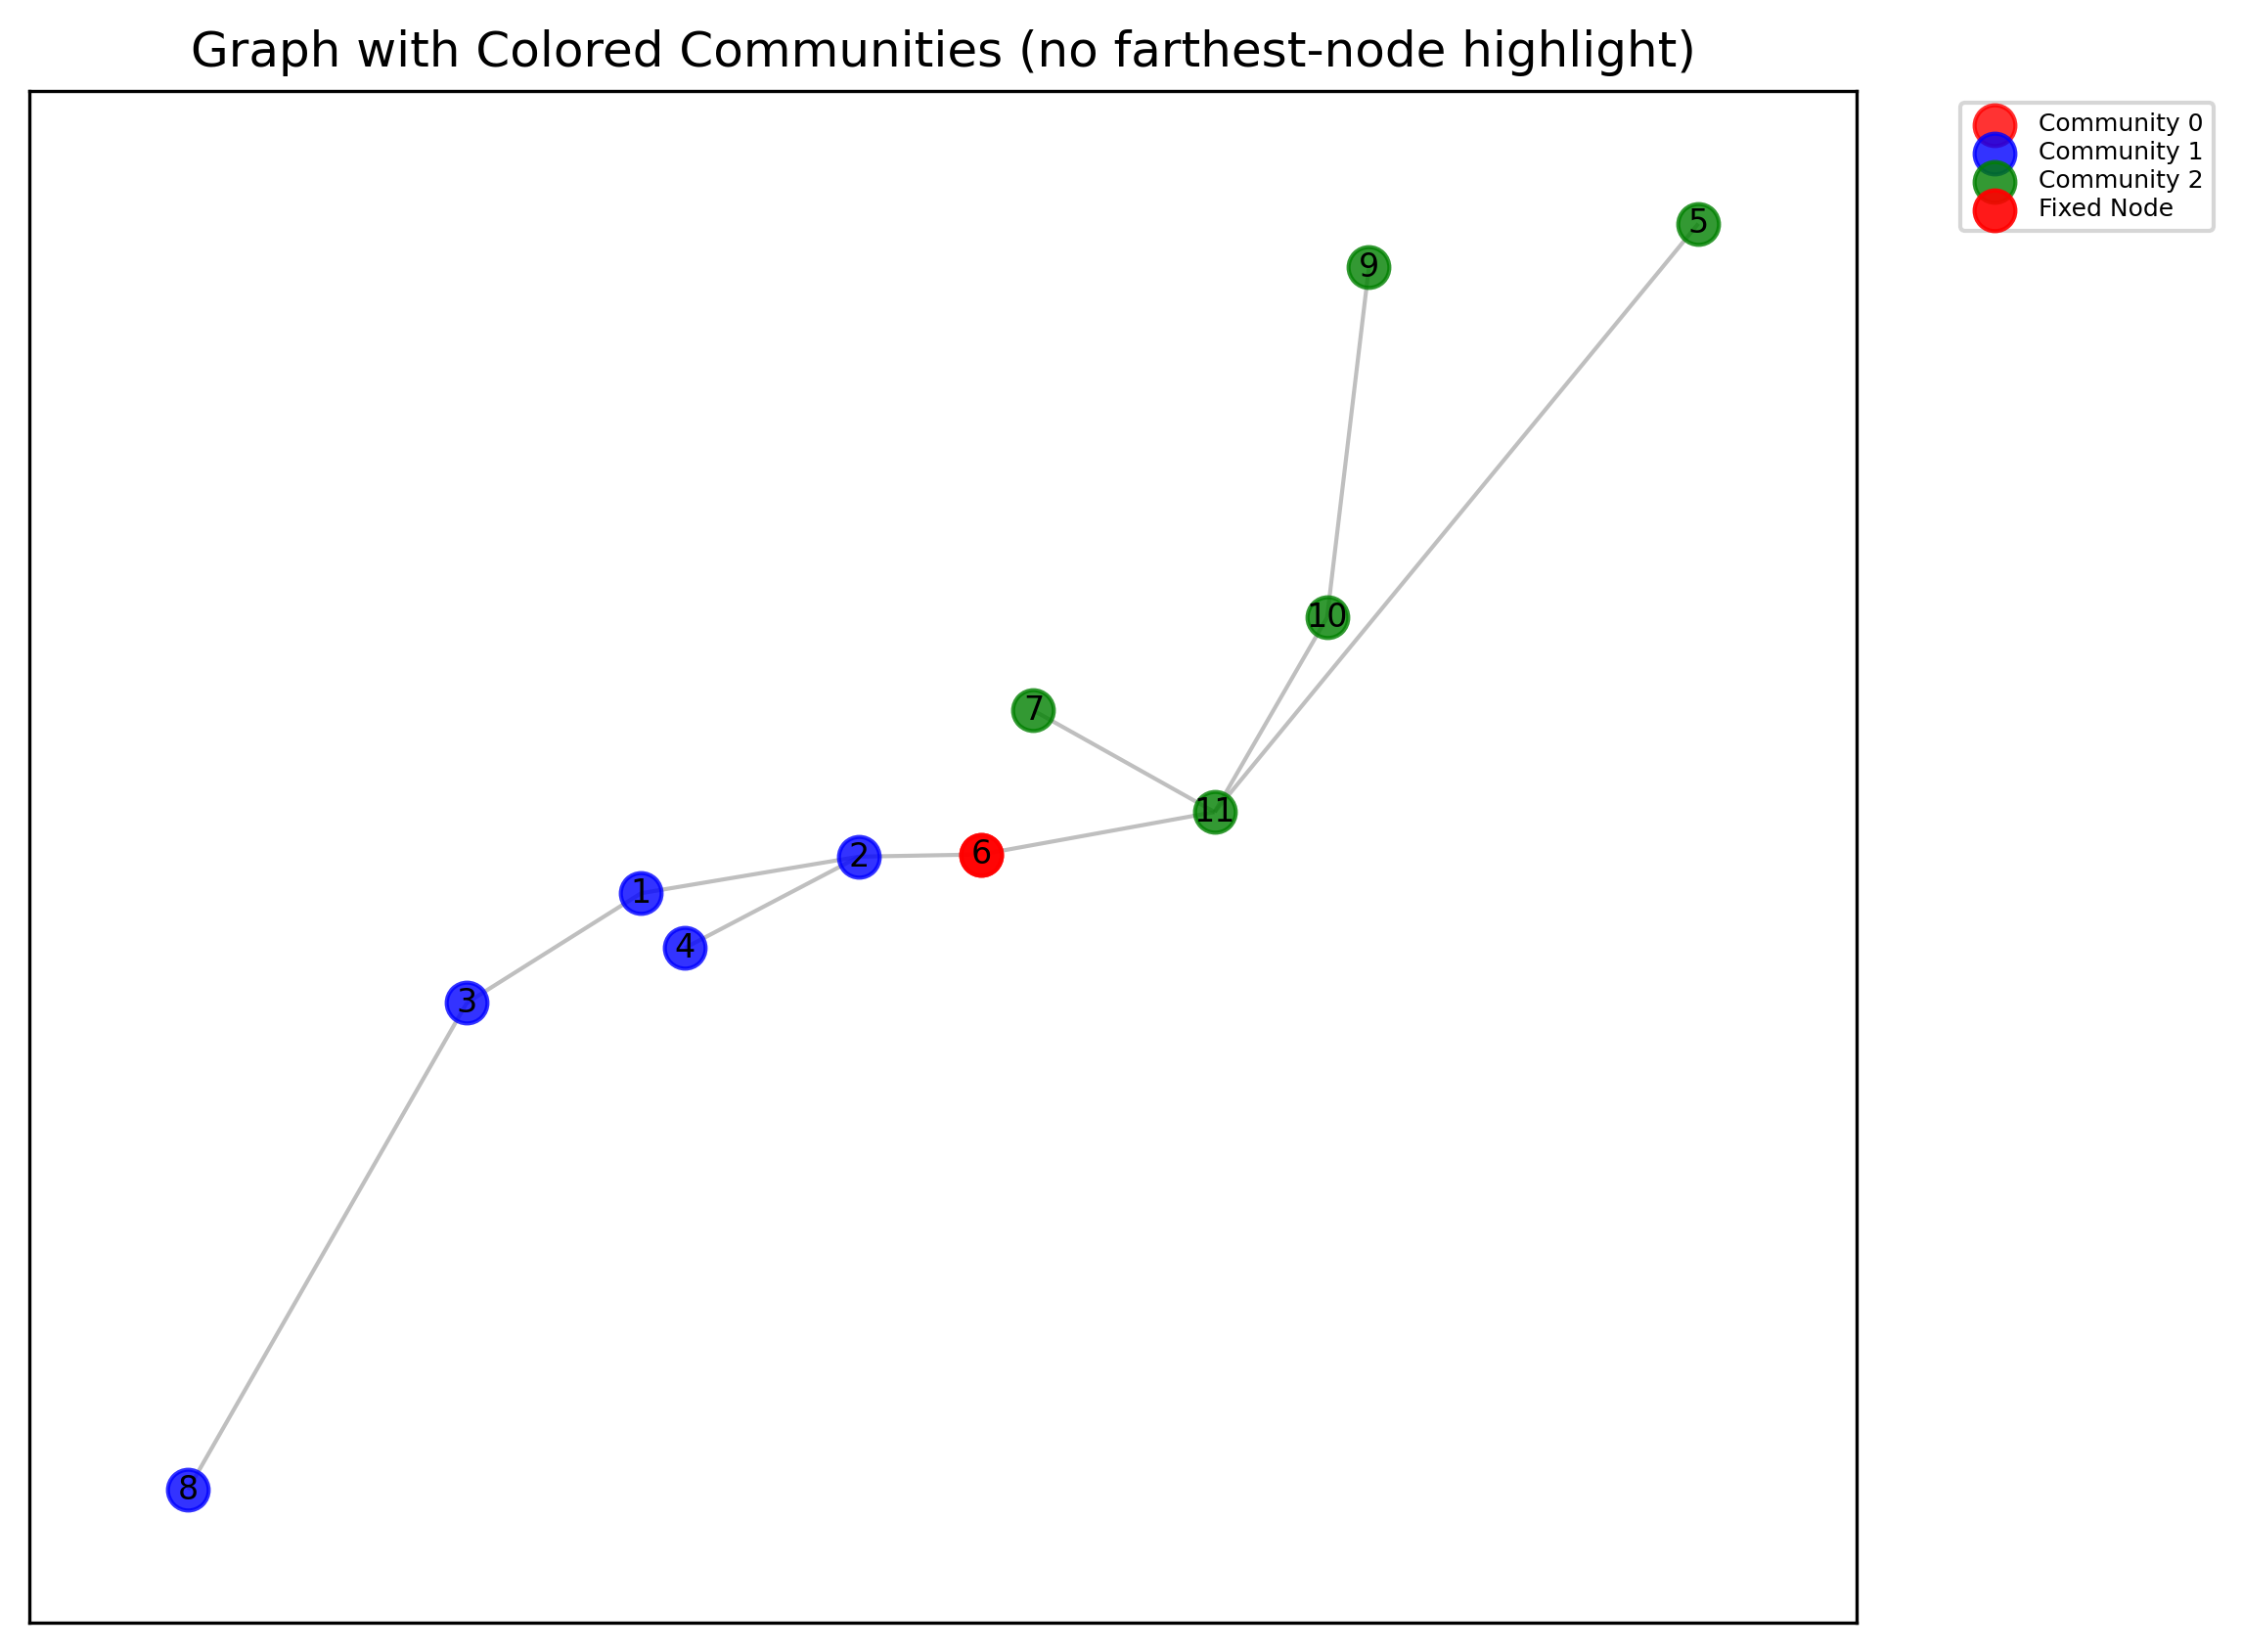 Graph with Colored Communities (no farthest-node highlight)
Community 0
Community 1
Community 2
Fixed Node
5
9
10
7
11
2
6
1
4
3
8